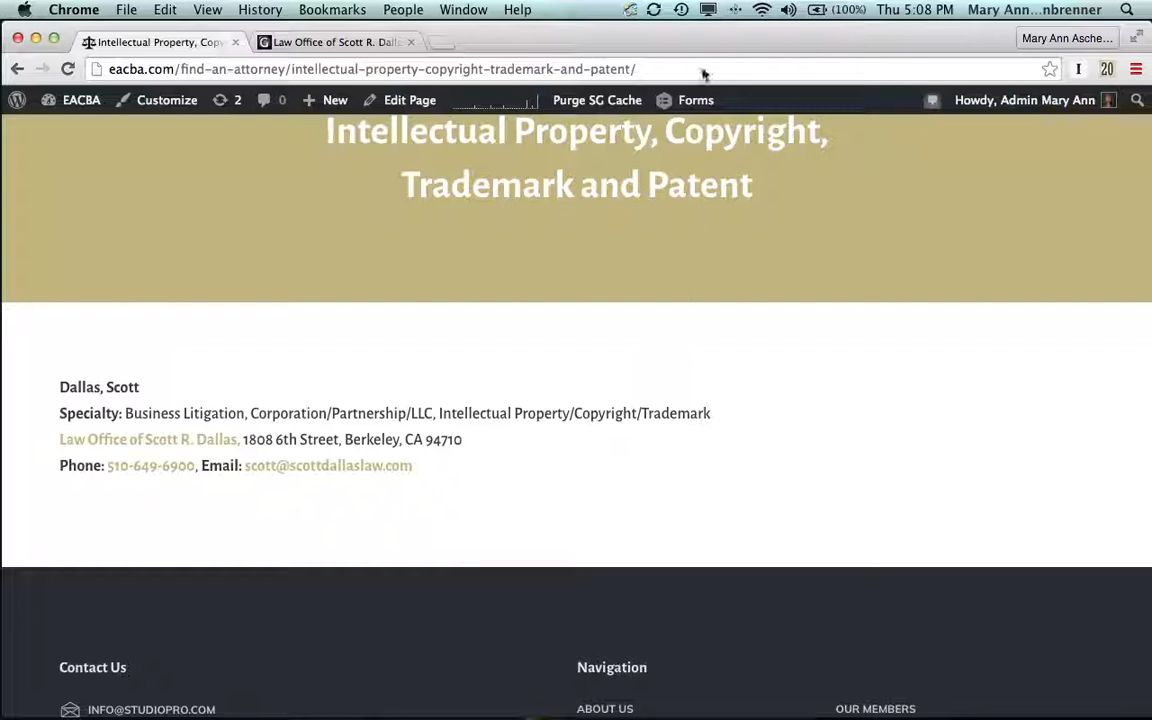 Chrome File Edit View History Bookmarks People Window Help (100%) Thu 5:08 PM Mary Ann...nbrenner
Intellectual Property, Cop Law Office of Scott R. Dall Mary Ann Asche...
eacba.com/find-an-attorney/intellectual-property-copyright-trademark-and-patent/ I 20
EACBA Customize 2 0 New Edit Page Purge SG Cache Forms Howdy, Admin Mary Ann
Intellectual Property, Copyright,
Trademark and Patent
Dallas, Scott
Specialty: Business Litigation, Corporation/Partnership/LLC, Intellectual Property/Copyright/Trademark
Law Office of Scott R. Dallas, 1808 6th Street, Berkeley, CA 94710
Phone: 510-649-6900, Email: scott@scottdallaslaw.com
Contact Us Navigation
INFO@STUDIOPRO.COM ABOUT US OUR MEMBERS